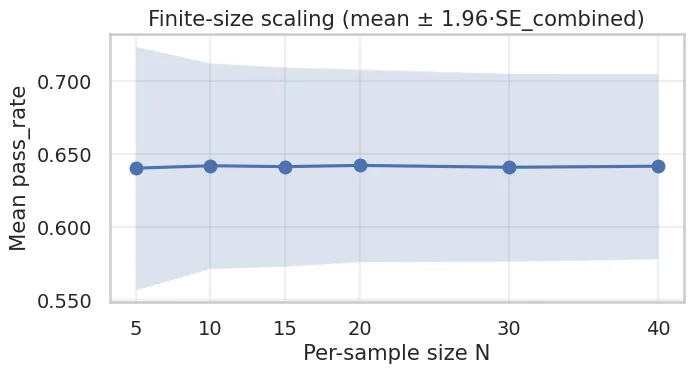 Finite-size scaling (mean ± 1.96·SE_combined)
Mean pass_rate
0.700
0.650
0.600
0.550
5 10 15 20 30 40
Per-sample size N